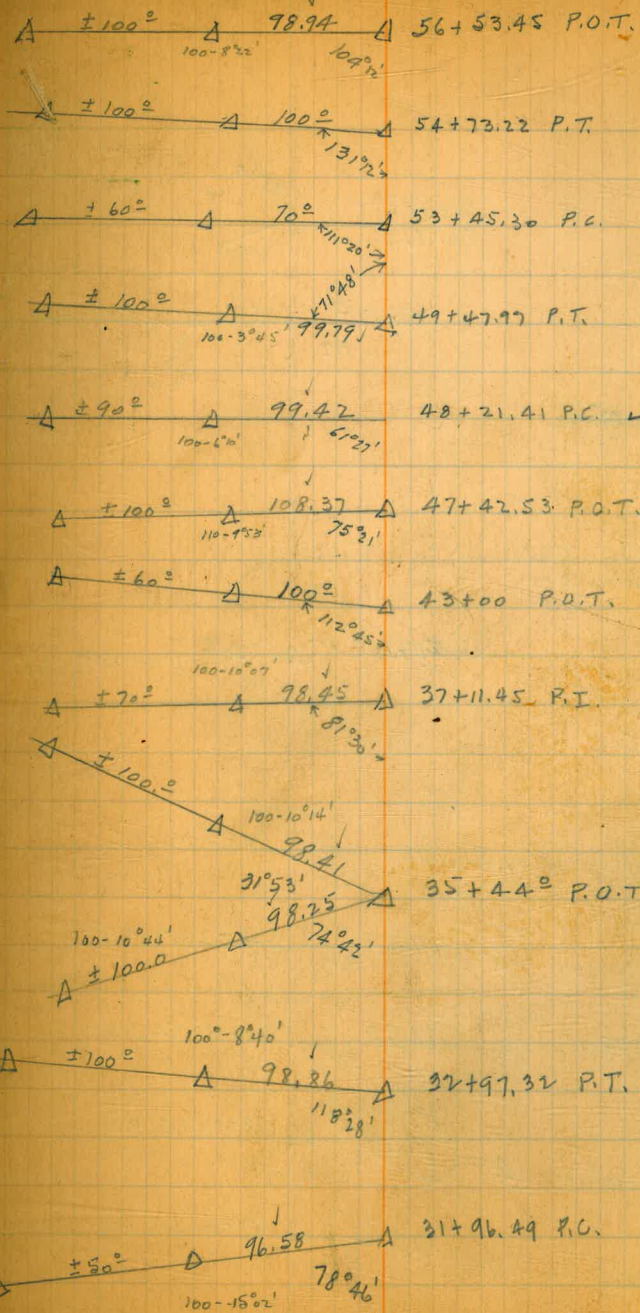 ± 100° 98.94 56+53.45 P.O.T.
100-8°22' 104°12'
± 100 100° 54+73.22 P.T.
131°12'
± 60° 70° 53+45.30 P.C.
111°20'
71°48'
± 100° 49+47.97 P.T.
100-3°45' 99.79
± 90° 99.42 48+21.41 P.C.
100-6°10' 61°27'
± 100° 108.37 47+42.53 P.O.T.
110-9°53' 75°21'
± 60° 100° 43+00 P.O.T.
112°45'
100-10°07'
± 70° 98.45 37+11.45 P.I.
81°30'
± 100.0
100-10°14'
98.41
31°53' 35+44° P.O.T
98.25
100-10°44' 74°42'
± 100.0
100°-8°40'
± 100° 98.86 32+97.32 P.T.
118°28'
96.58 31+96.49 P.C.
± 50° 78°46'
100-15°02'